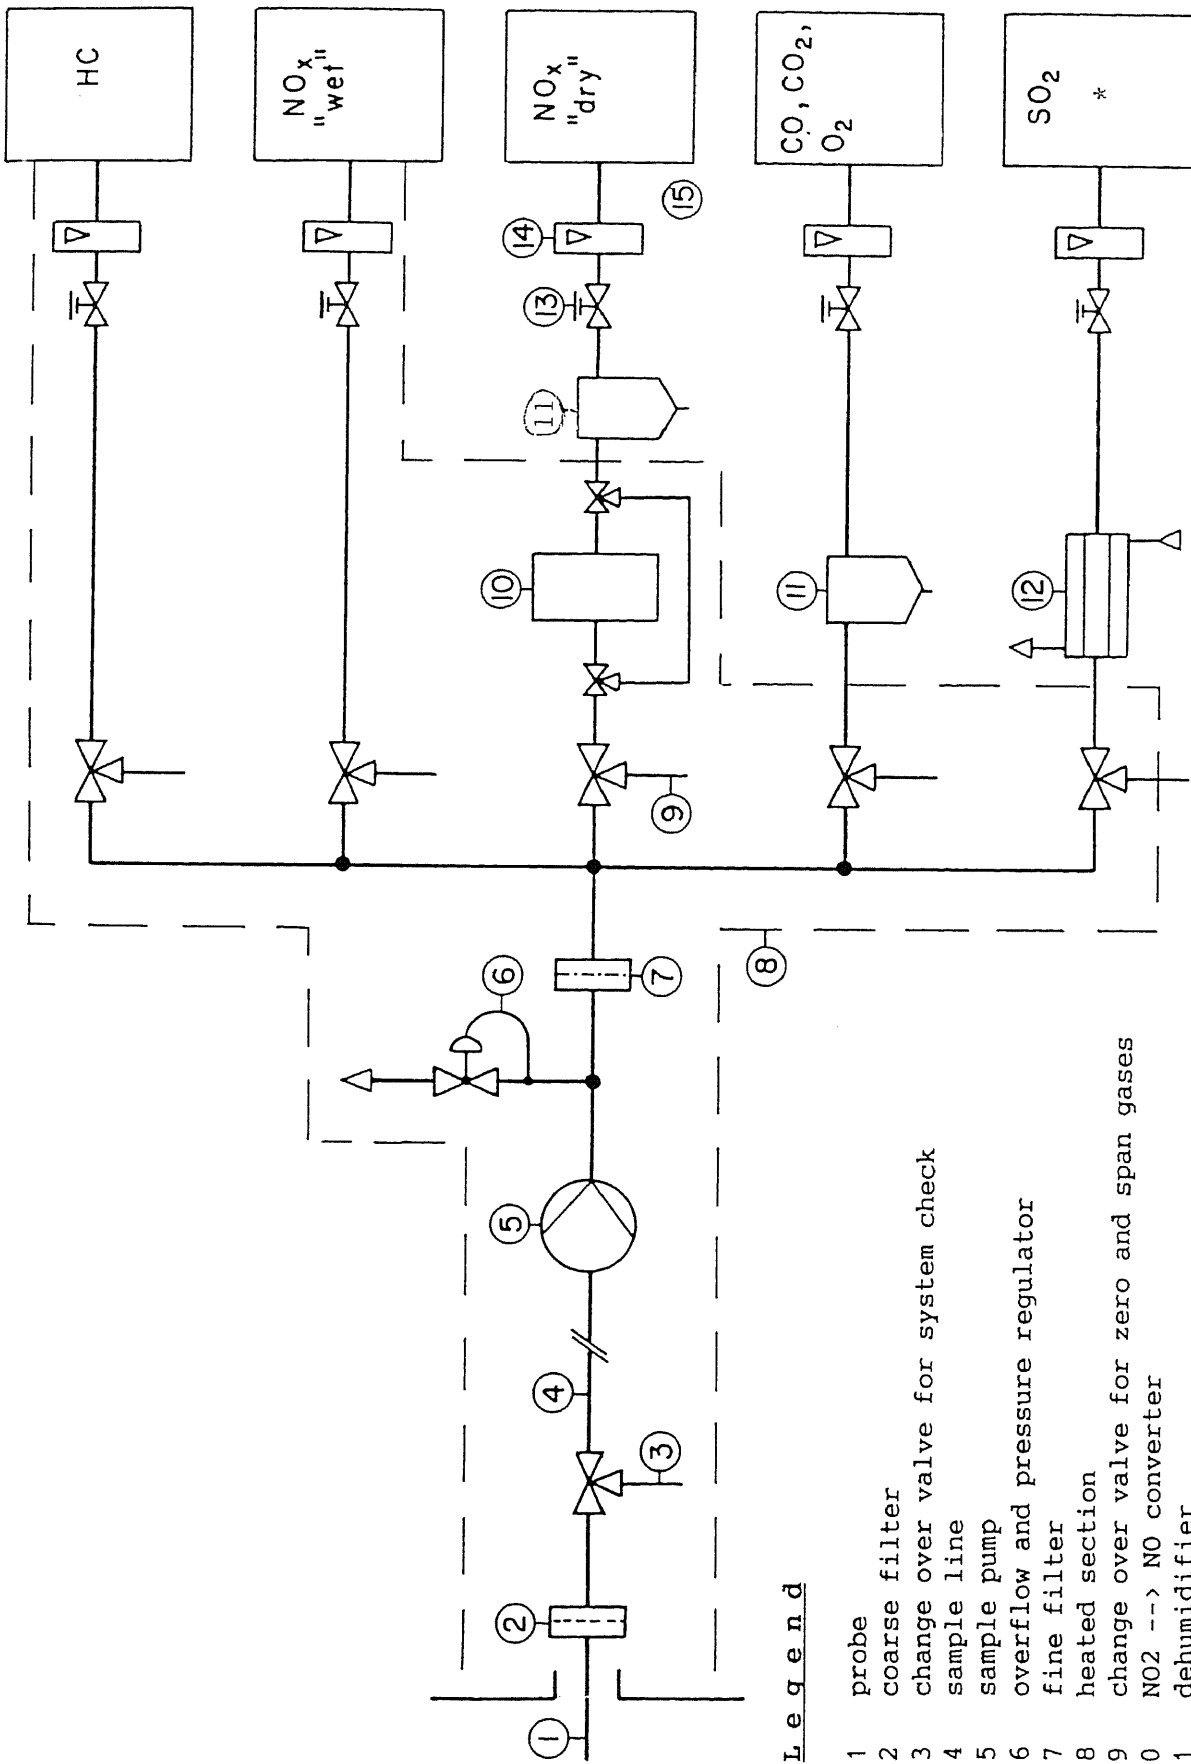 HC
NOx
"wet"
NOx
"dry"
CO, CO2,
O2
SO2
*
15
14
13
11
10
11
12
9
8
7
6
5
4
3
2
1
Legend
1 probe
2 coarse filter
3 change over valve for system check
4 sample line
5 sample pump
6 overflow and pressure regulator
7 fine filter
8 heated section
9 change over valve for zero and span gases
0 NO2 --> NO converter
1 dehumidifier